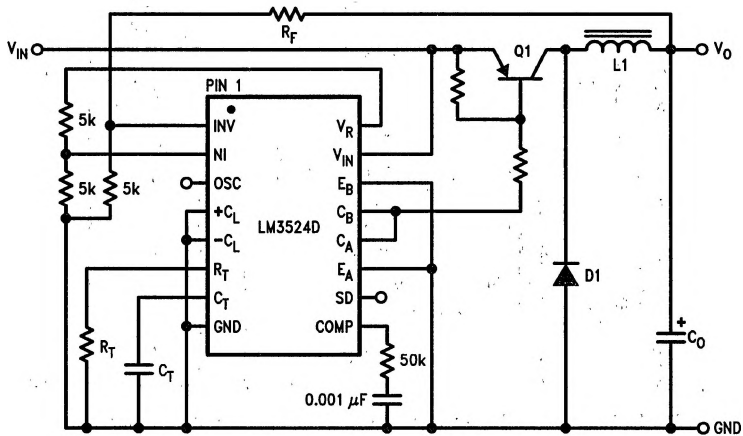 R_F
V_IN
Q1
V_O
L1
PIN 1
5k
INV
V_R
NI
V_IN
5k
5k
OSC
E_B
+C_L
C_B
LM3524D
-C_L
C_A
R_T
E_A
D1
C_T
SD
GND
COMP
R_T
C_T
50k
+
C_O
0.001 μF
GND